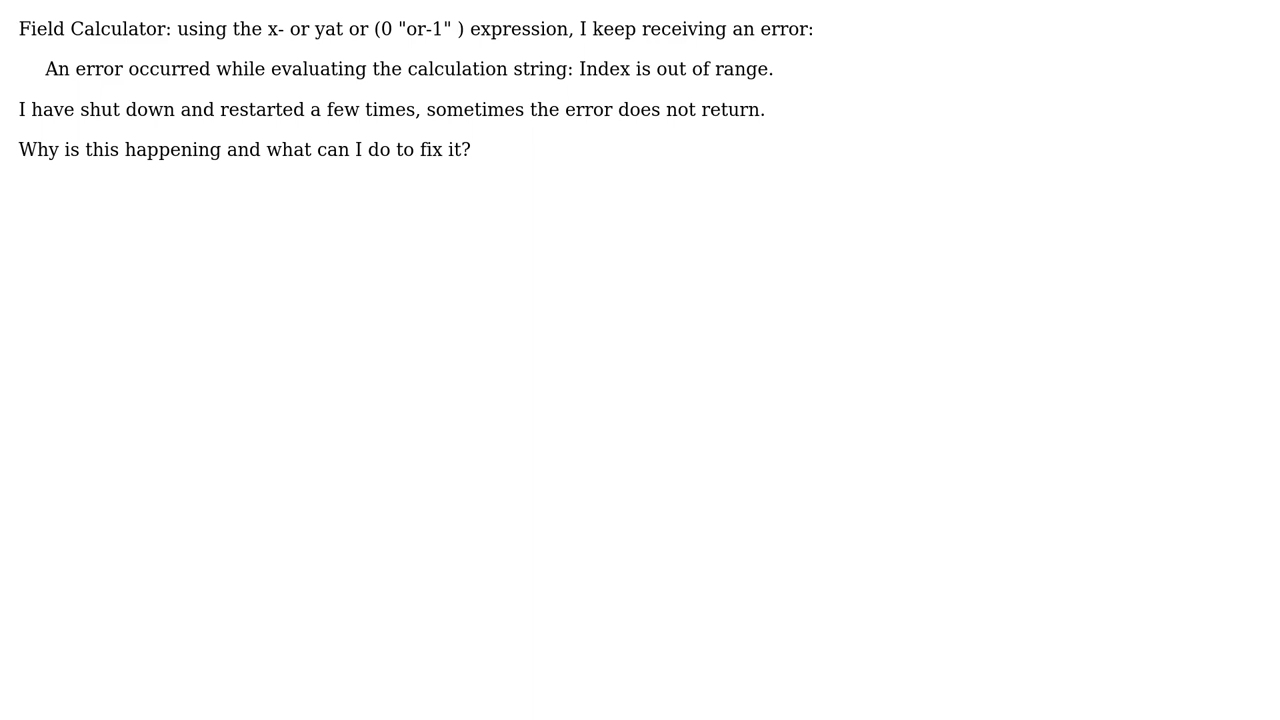 Field Calculator: using the x- or yat or (0 "or-1" ) expression, I keep receiving an error:
An error occurred while evaluating the calculation string: Index is out of range.
I have shut down and restarted a few times, sometimes the error does not return.
Why is this happening and what can I do to fix it?